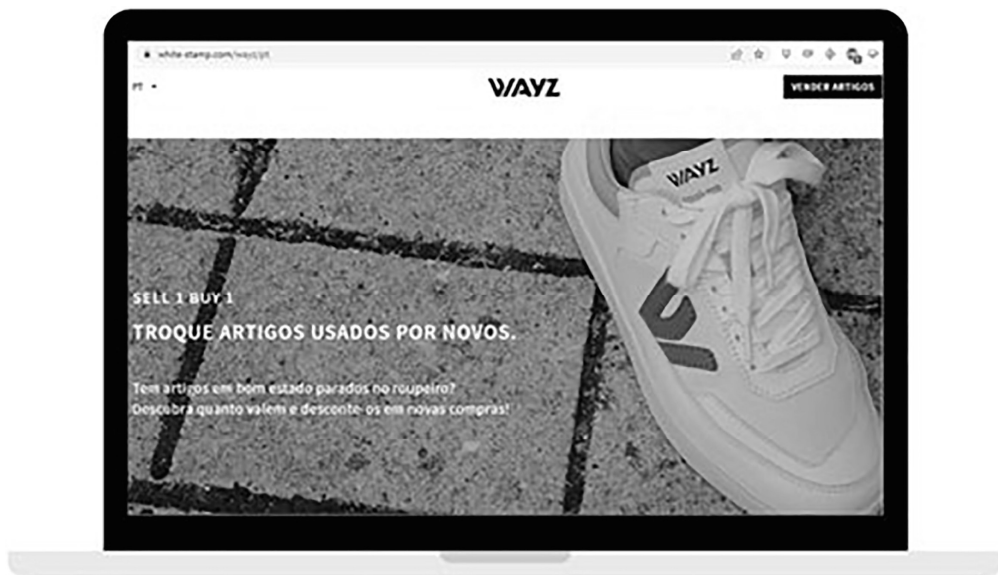 white-stamp.com/wayz/pt
PT
WAYZ
VENDER ARTIGOS
WAYZ
SELL 1 BUY 1
TROQUE ARTIGOS USADOS POR NOVOS.
Tem artigos em bom estado parados no roupeiro?
Descubra quanto valem e desconte-os em novas compras!